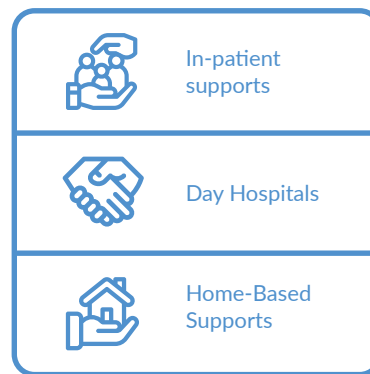 In-patient
supports
Day Hospitals
Home-Based
Supports